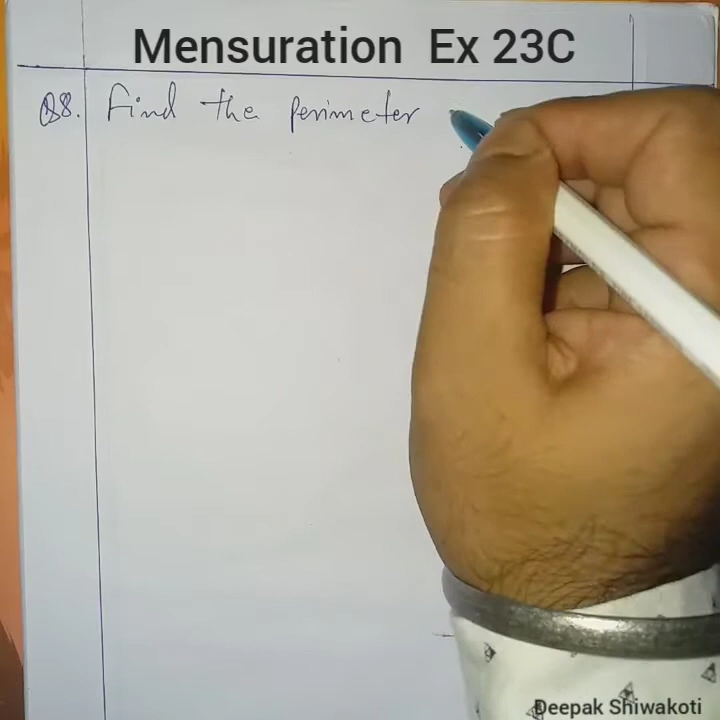 Mensuration Ex 23C
Q8. Find the perimeter
Deepak Shiwakoti